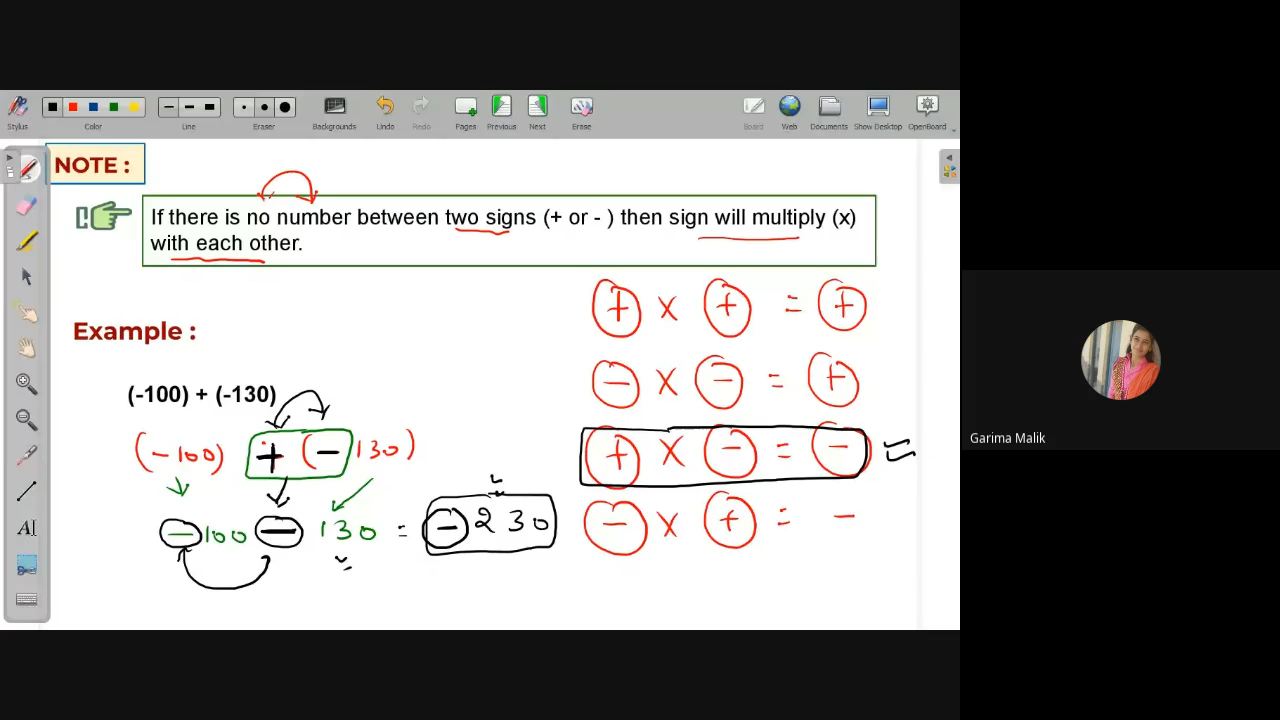 Stylus Color Line Eraser Backgrounds Undo Redo Pages Previous Next Erase Board Web Documents Show Desktop OpenBoard
NOTE :
If there is no number between two signs (+ or - ) then sign will multiply (x)
with each other.
+ x + = +
Example :
- x - = +
(-100) + (-130)
(-100) + (-130)
+ x - = -
-100 - 130 = -230
- x + = -
Garima Malik